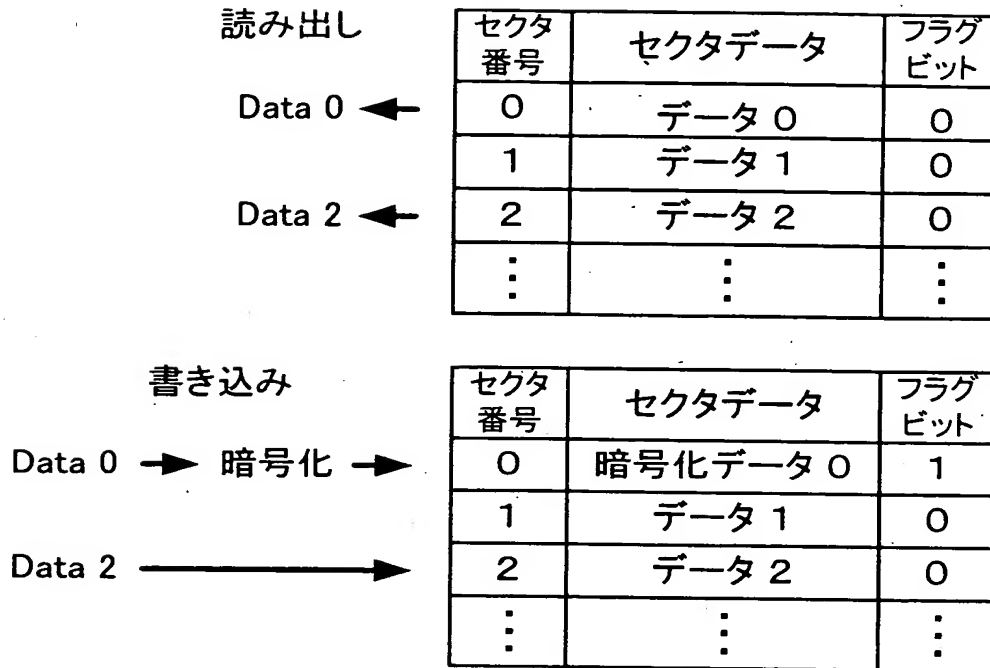 読み出し
セクタ番号 セクタデータ フラグビット
Data 0 0 データ 0 0
1 データ 1 0
Data 2 2 データ 2 0
⋮ ⋮ ⋮
書き込み
セクタ番号 セクタデータ フラグビット
Data 0 暗号化 0 暗号化データ 0 1
1 データ 1 0
Data 2 2 データ 2 0
⋮ ⋮ ⋮